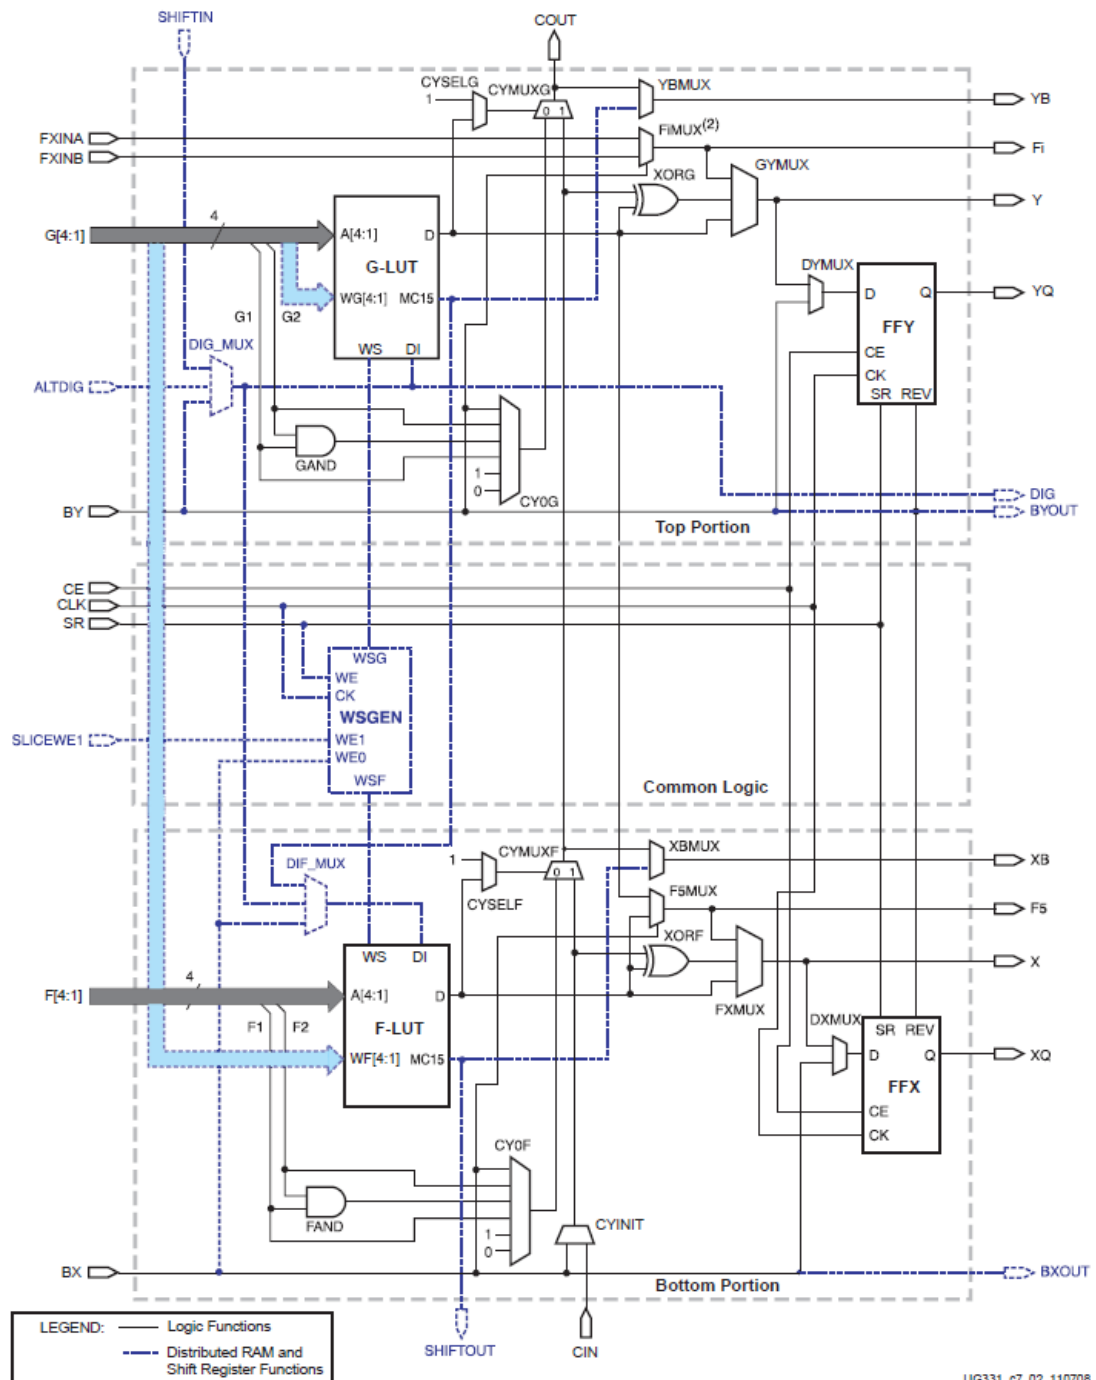 SHIFTIN
COUT
CYSELG
CYMUXG
YBMUX
1
0 1
YB
FXINA
FXINB
FiMUX(2)
Fi
GYMUX
XORG
Y
4
G[4:1]
A[4:1]
D
G-LUT
WG[4:1] MC15
WS DI
G1
G2
DYMUX
D Q
FFY
CE
CK
SR REV
YQ
DIG_MUX
ALTDIG
GAND
1
0
CY0G
DIG
BY
BYOUT
Top Portion
CE
CLK
SR
WSG
WE
CK
WSGEN
SLICEWE1
WE1
WE0
WSF
Common Logic
DIF_MUX
1
CYMUXF
0 1
CYSELF
XBMUX
XB
F5MUX
F5
XORF
X
FXMUX
WS DI
4
F[4:1]
A[4:1]
D
F-LUT
WF[4:1] MC15
F1
F2
DXMUX
SR REV
D Q
FFX
CE
CK
XQ
CY0F
FAND
1
0
CYINIT
BX
BXOUT
Bottom Portion
LEGEND:
Logic Functions
Distributed RAM and
Shift Register Functions
SHIFTOUT
CIN
UG331_c7_02_110708